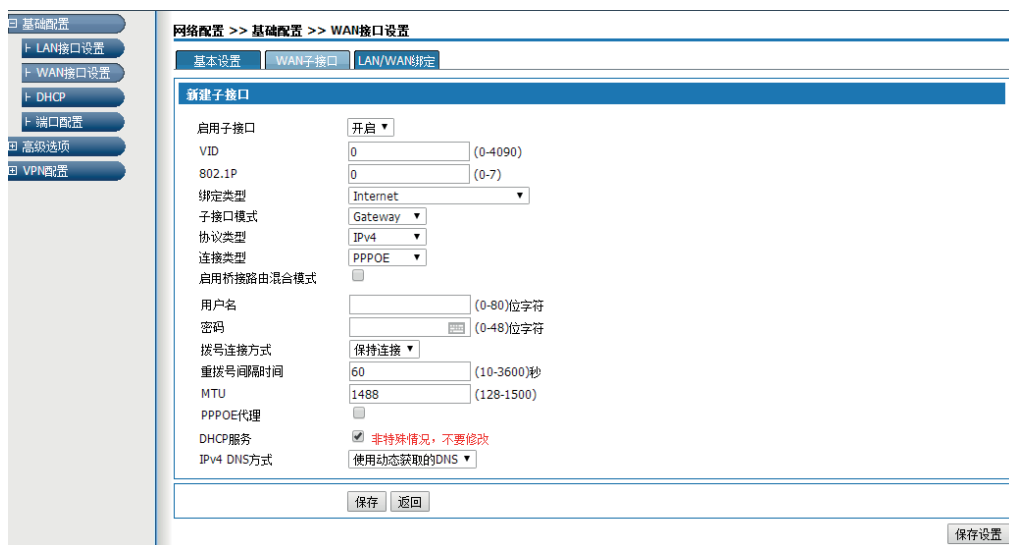 基础配置
LAN接口设置
WAN接口设置
DHCP
端口配置
高级选项
VPN配置
网络配置 >> 基础配置 >> WAN接口设置
基本设置 WAN子接口 LAN/WAN绑定
新建子接口
启用子接口 开启
VID 0 (0-4090)
802.1P 0 (0-7)
绑定类型 Internet
子接口模式 Gateway
协议类型 IPv4
连接类型 PPPOE
启用桥接路由混合模式
用户名 (0-80)位字符
密码 (0-48)位字符
拨号连接方式 保持连接
重拨号间隔时间 60 (10-3600)秒
MTU 1488 (128-1500)
PPPOE代理
DHCP服务 非特殊情况，不要修改
IPv4 DNS方式 使用动态获取的DNS
保存 返回
保存设置